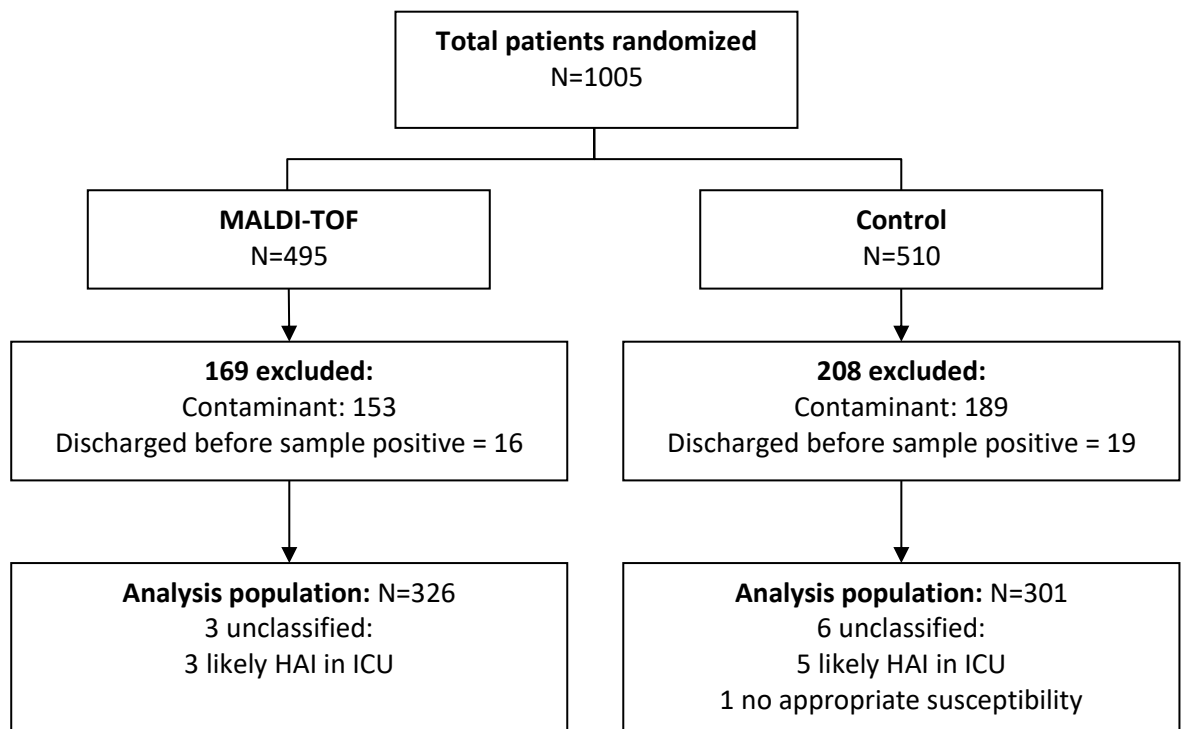 Total patients randomized
N=1005
MALDI-TOF
N=495
Control
N=510
169 excluded:
Contaminant: 153
Discharged before sample positive = 16
208 excluded:
Contaminant: 189
Discharged before sample positive = 19
Analysis population: N=326
3 unclassified:
3 likely HAI in ICU
Analysis population: N=301
6 unclassified:
5 likely HAI in ICU
1 no appropriate susceptibility